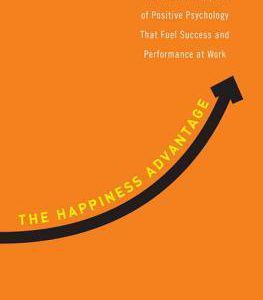 of Positive Psychology
That Fuel Success and
Performance at Work
THE HAPPINESS ADVANTAGE